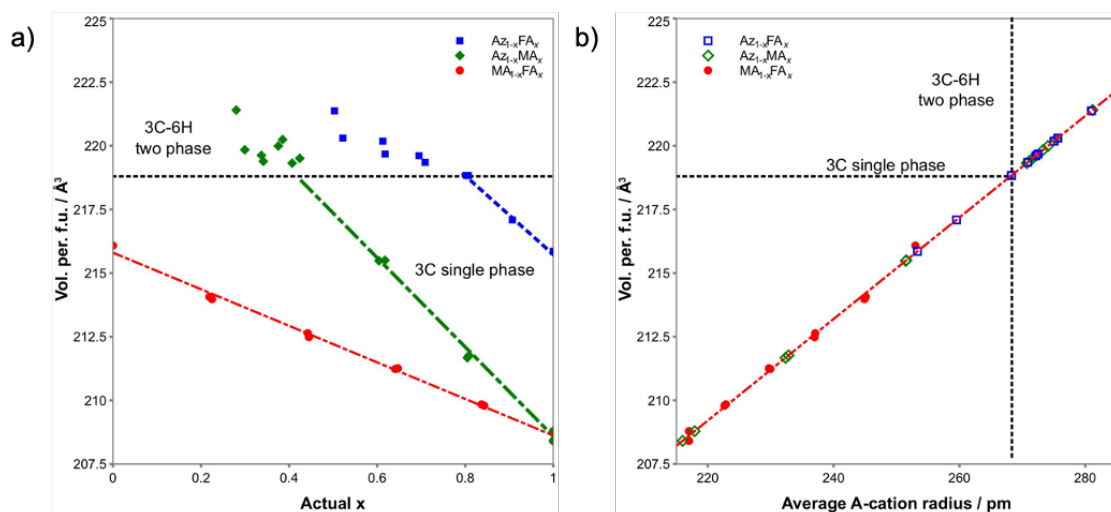 a)
225
222.5
220
217.5
215
212.5
210
207.5
Vol. per. f.u. / Å³
0
0.2
0.4
0.6
0.8
1
Actual x
Az₁₋ₓFAₓ
Az₁₋ₓMAₓ
MA₁₋ₓFAₓ
3C-6H
two phase
3C single phase
b)
225
222.5
220
217.5
215
212.5
210
207.5
Vol. per. f.u. / Å³
220
240
260
280
Average A-cation radius / pm
Az₁₋ₓFAₓ
Az₁₋ₓMAₓ
MA₁₋ₓFAₓ
3C-6H
two phase
3C single phase